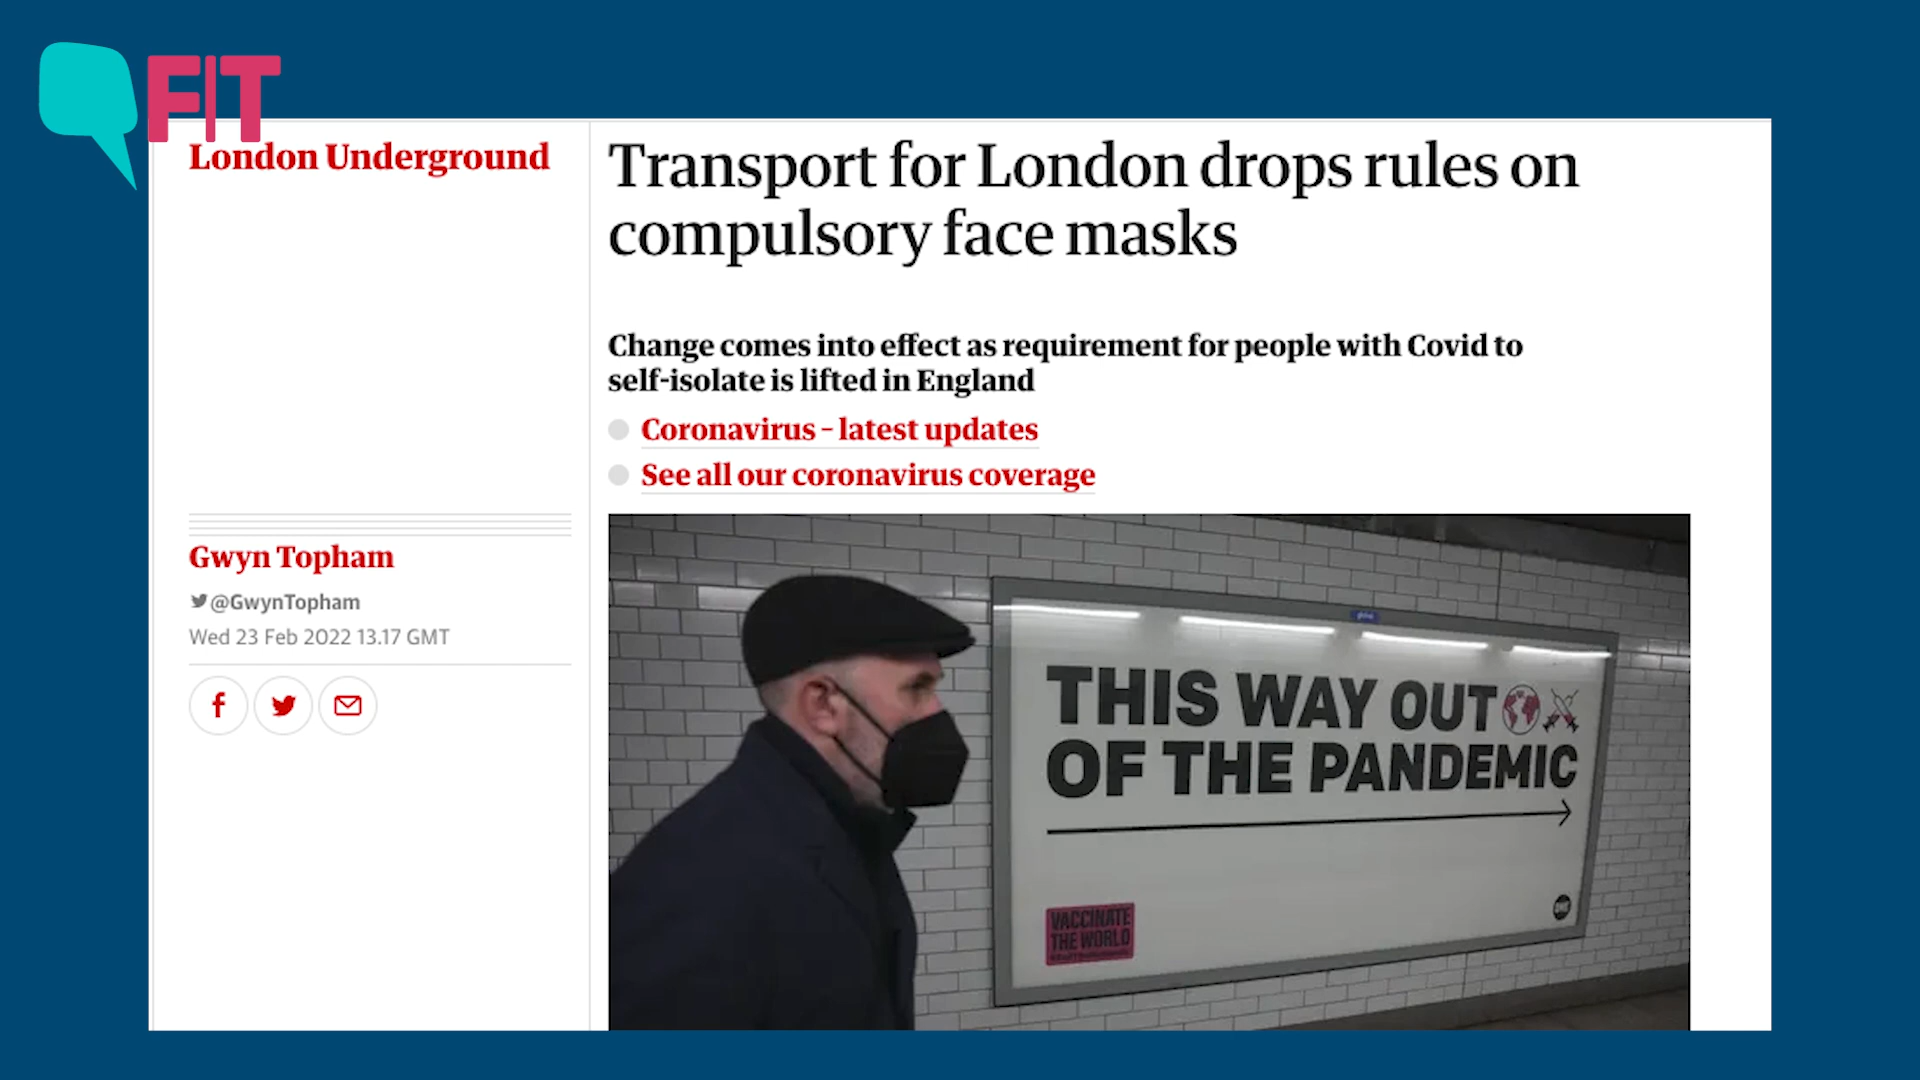 FIT
London Underground
Transport for London drops rules on
compulsory face masks
Change comes into effect as requirement for people with Covid to
self-isolate is lifted in England
Coronavirus – latest updates
See all our coronavirus coverage
Gwyn Topham
@GwynTopham
Wed 23 Feb 2022 13.17 GMT
global
THIS WAY OUT
OF THE PANDEMIC
VACCINATE
THE WORLD
ONE